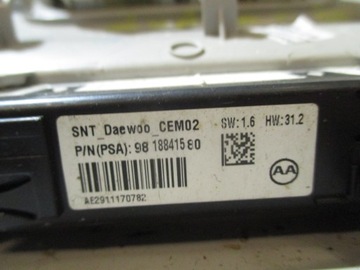 SNT_Daewoo_CEM02 SW:1.6 HW:31.2
P/N(PSA): 98 188415 80
AA
AE2911170782